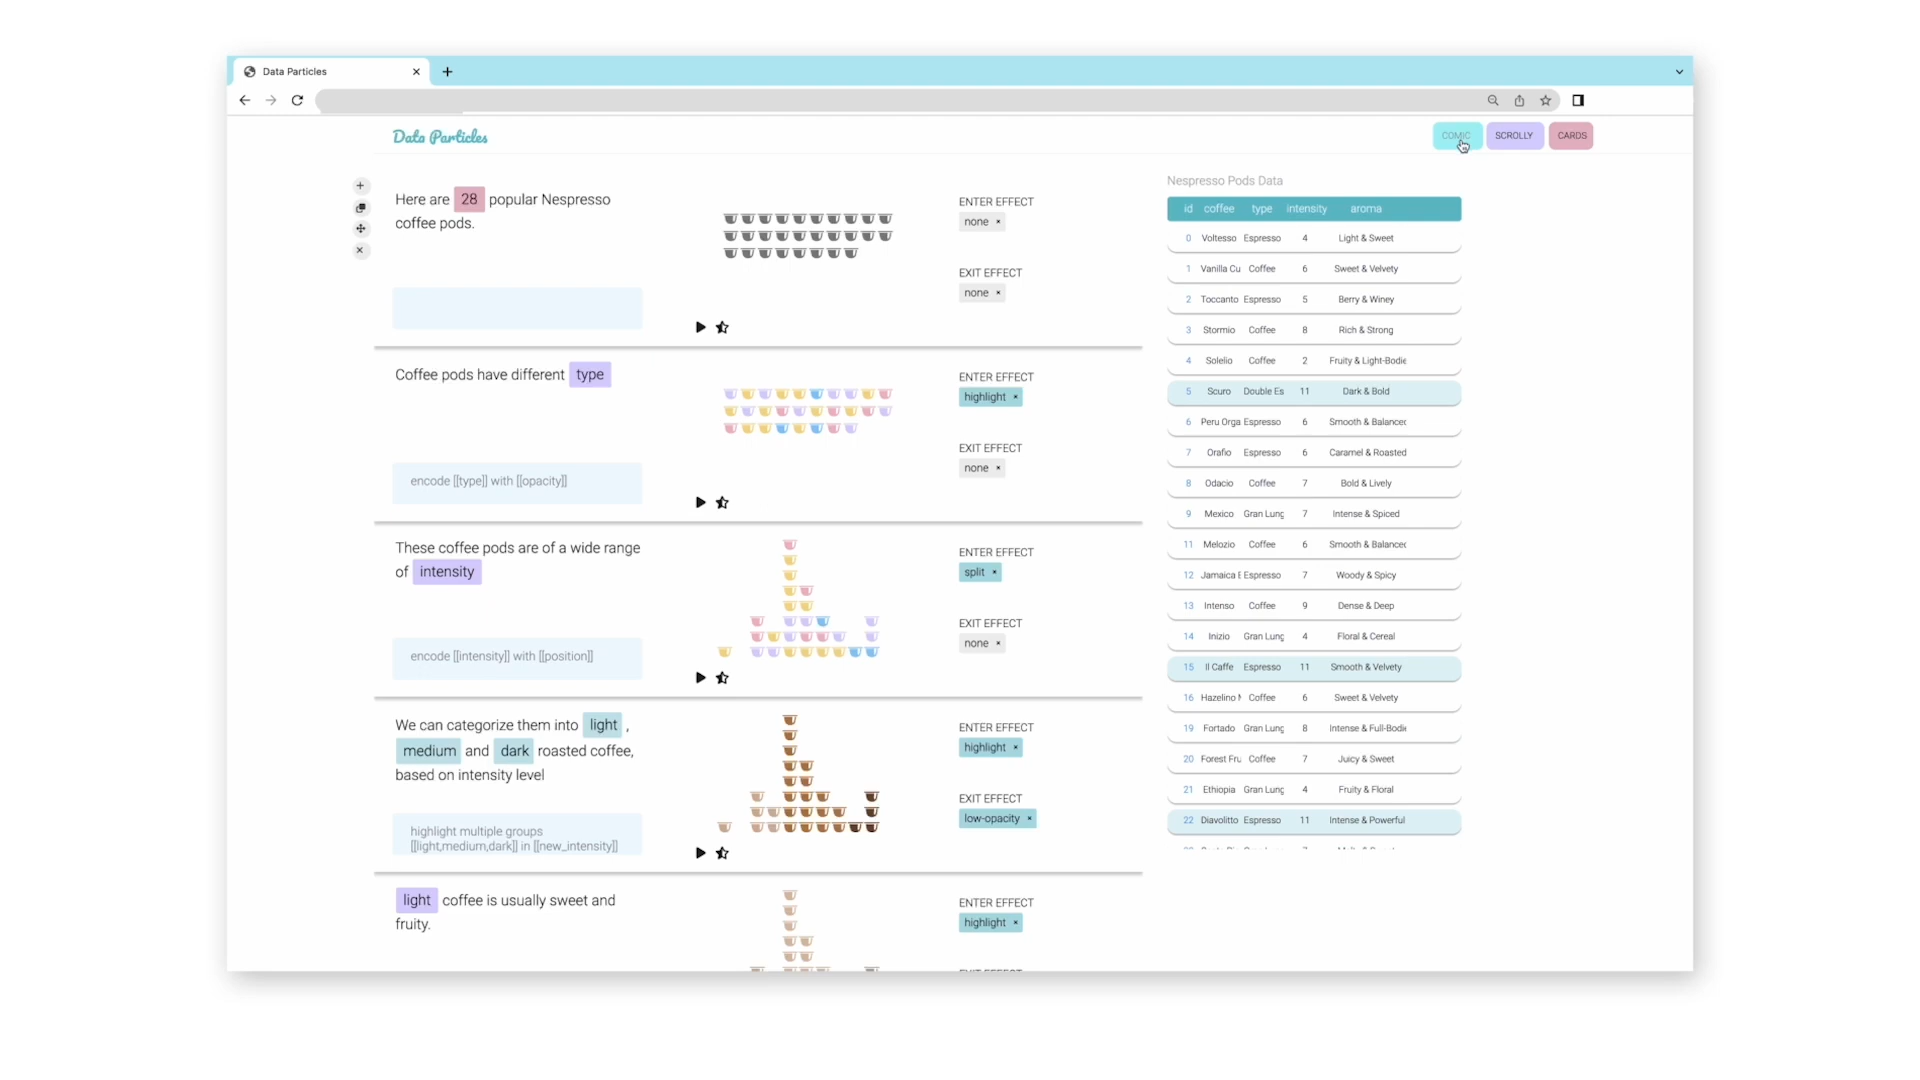 Data Particles
Data Particles
COMIC SCROLLY CARDS
Here are 28 popular Nespresso
coffee pods.
ENTER EFFECT
none ×
EXIT EFFECT
none ×
Coffee pods have different type
encode [[type]] with [[opacity]]
ENTER EFFECT
highlight ×
EXIT EFFECT
none ×
These coffee pods are of a wide range
of intensity
encode [[intensity]] with [[position]]
ENTER EFFECT
split ×
EXIT EFFECT
none ×
We can categorize them into light ,
medium and dark roasted coffee,
based on intensity level
highlight multiple groups
[[light,medium,dark]] in [[new_intensity]]
ENTER EFFECT
highlight ×
EXIT EFFECT
low-opacity ×
light coffee is usually sweet and
fruity.
ENTER EFFECT
highlight ×
Nespresso Pods Data
id coffee type intensity aroma
0 Voltesso Espresso 4 Light & Sweet
1 Vanilla Cu Coffee 6 Sweet & Velvety
2 Toccanto Espresso 5 Berry & Winey
3 Stormio Coffee 8 Rich & Strong
4 Solelio Coffee 2 Fruity & Light-Bodie
5 Scuro Double Es 11 Dark & Bold
6 Peru Orga Espresso 6 Smooth & Balanced
7 Orafio Espresso 6 Caramel & Roasted
8 Odacio Coffee 7 Bold & Lively
9 Mexico Gran Lung 7 Intense & Spiced
11 Melozio Coffee 6 Smooth & Balanced
12 Jamaica E Espresso 7 Woody & Spicy
13 Intenso Coffee 9 Dense & Deep
14 Inizio Gran Lung 4 Floral & Cereal
15 Il Caffe Espresso 11 Smooth & Velvety
16 Hazelino M Coffee 6 Sweet & Velvety
19 Fortado Gran Lung 8 Intense & Full-Bodie
20 Forest Fru Coffee 7 Juicy & Sweet
21 Ethiopia Gran Lung 4 Fruity & Floral
22 Diavolitto Espresso 11 Intense & Powerful